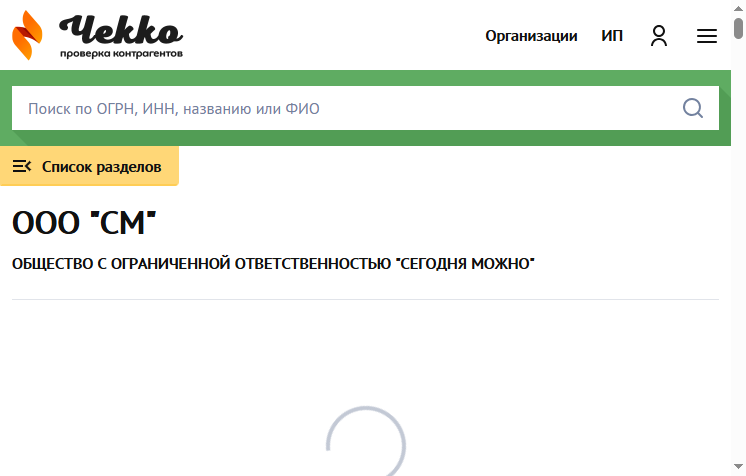 Чекко
проверка контрагентов
Организации ИП
Поиск по ОГРН, ИНН, названию или ФИО
Список разделов
ООО "СМ"
ОБЩЕСТВО С ОГРАНИЧЕННОЙ ОТВЕТСТВЕННОСТЬЮ "СЕГОДНЯ МОЖНО"